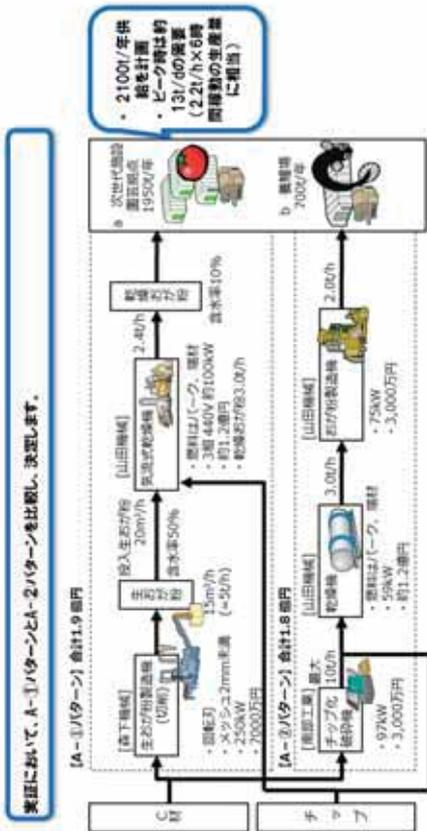 実証において、A-①パターンとA-②パターンを比較し、決定します。
【A-①パターン】合計1.9億円
C材
[森下機械]
生おが粉製造機
(切削)
・回転刃
・メッシュ2mm未満
・250kW
・7000万円
15m³/h
(≒5t/h)
生おが粉
投入生おが粉
20m³/h
含水率50%
[山田機械]
気流式乾燥機
・燃料はバーク、端材
・3相 440V 約100kW
・約1.2億円
・乾燥おが粉3.0t/h
2.4t/h
乾燥おが粉
含水率10%
a 次世代施設
園芸拠点
1950t/年
・2100t/年供
給を計画
・ピーク時は約
13t/dの需要
(2.2t/h×6時
間稼動の生産量
に相当)
【A-②パターン】合計1.8億円
チップ
[南部工業]
チップ化
破砕機
・97kW
・3,000万円
最大
10t/h
[山田機械]
乾燥機
・燃料はバーク、端材
・59kW
・約1.2億円
3.0t/h
[山田機械]
おが粉製造機
・75kW
・3,000万円
2.0t/h
b 養鰻場
700t/年